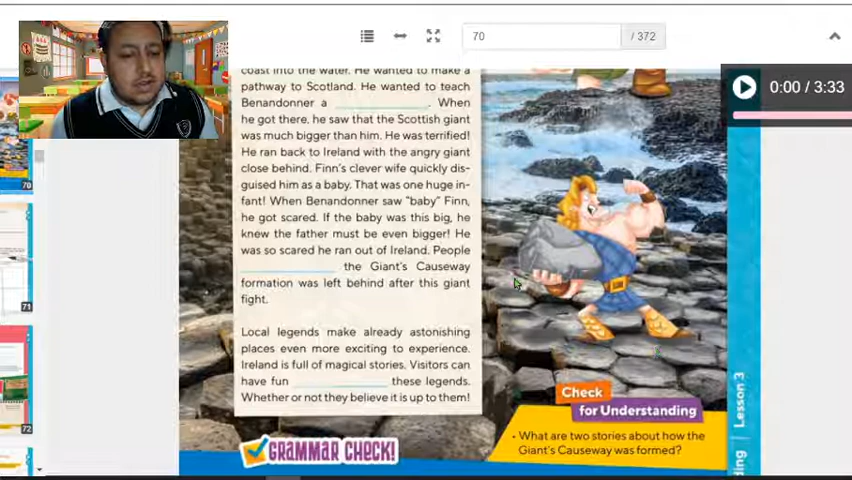 70
/ 372
0:00 / 3:33
coast into the water. He wanted to make a
pathway to Scotland. He wanted to teach
Benandonner a ____________. When
he got there, he saw that the Scottish giant
was much bigger than him. He was terrified!
He ran back to Ireland with the angry giant
close behind. Finn's clever wife quickly dis-
guised him as a baby. That was one huge in-
fant! When Benandonner saw "baby" Finn,
he got scared. If the baby was this big, he
knew the father must be even bigger! He
was so scared he ran out of Ireland. People
____________ the Giant's Causeway
formation was left behind after this giant
fight.
Local legends make already astonishing
places even more exciting to experience.
Ireland is full of magical stories. Visitors can
have fun ____________ these legends.
Whether or not they believe it is up to them!
GRAMMAR CHECK!
Check
for Understanding
• What are two stories about how the
Giant's Causeway was formed?
Lesson 3
70
71
72